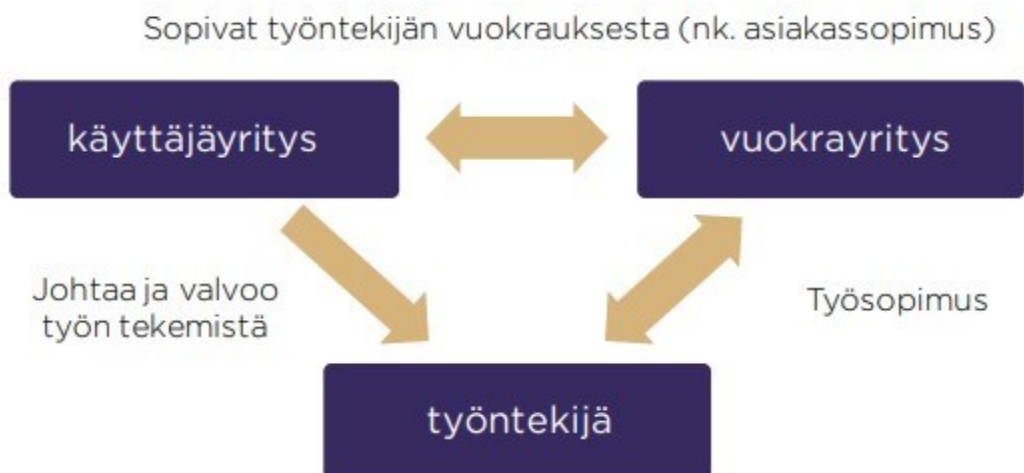 Sopivat työntekijän vuokrauksesta (nk. asiakassopimus)
käyttäjäyritys
vuokrayritys
Johtaa ja valvoo
työn tekemistä
Työsopimus
työntekijä